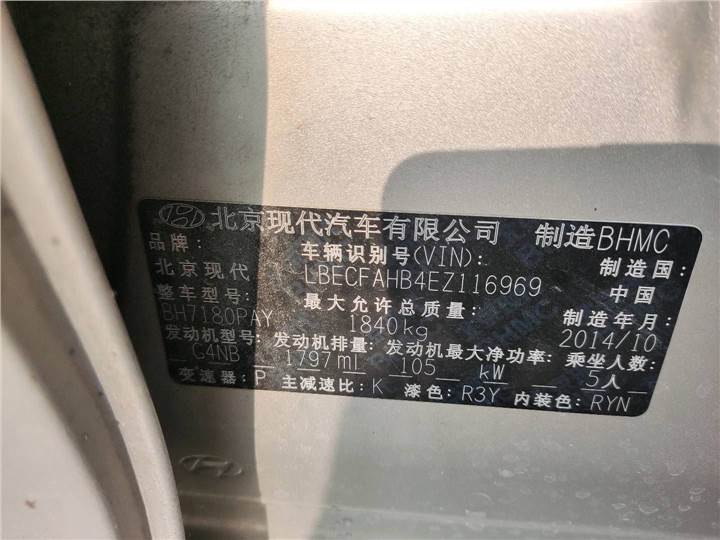 北京现代汽车有限公司 制造BHMC
品牌: 车辆识别号(VIN): 制造国:
北京现代 LBECFAHB4EZ116969 中国
整车型号: 最大允许总质量: 制造年月:
BH7180PAY 1840kg 2014/10
发动机型号: 发动机排量: 发动机最大净功率: 乘坐人数:
G4NB 1797ml 105 kW 5人
变速器: P 主减速比: K 漆色: R3Y 内装色: RYN